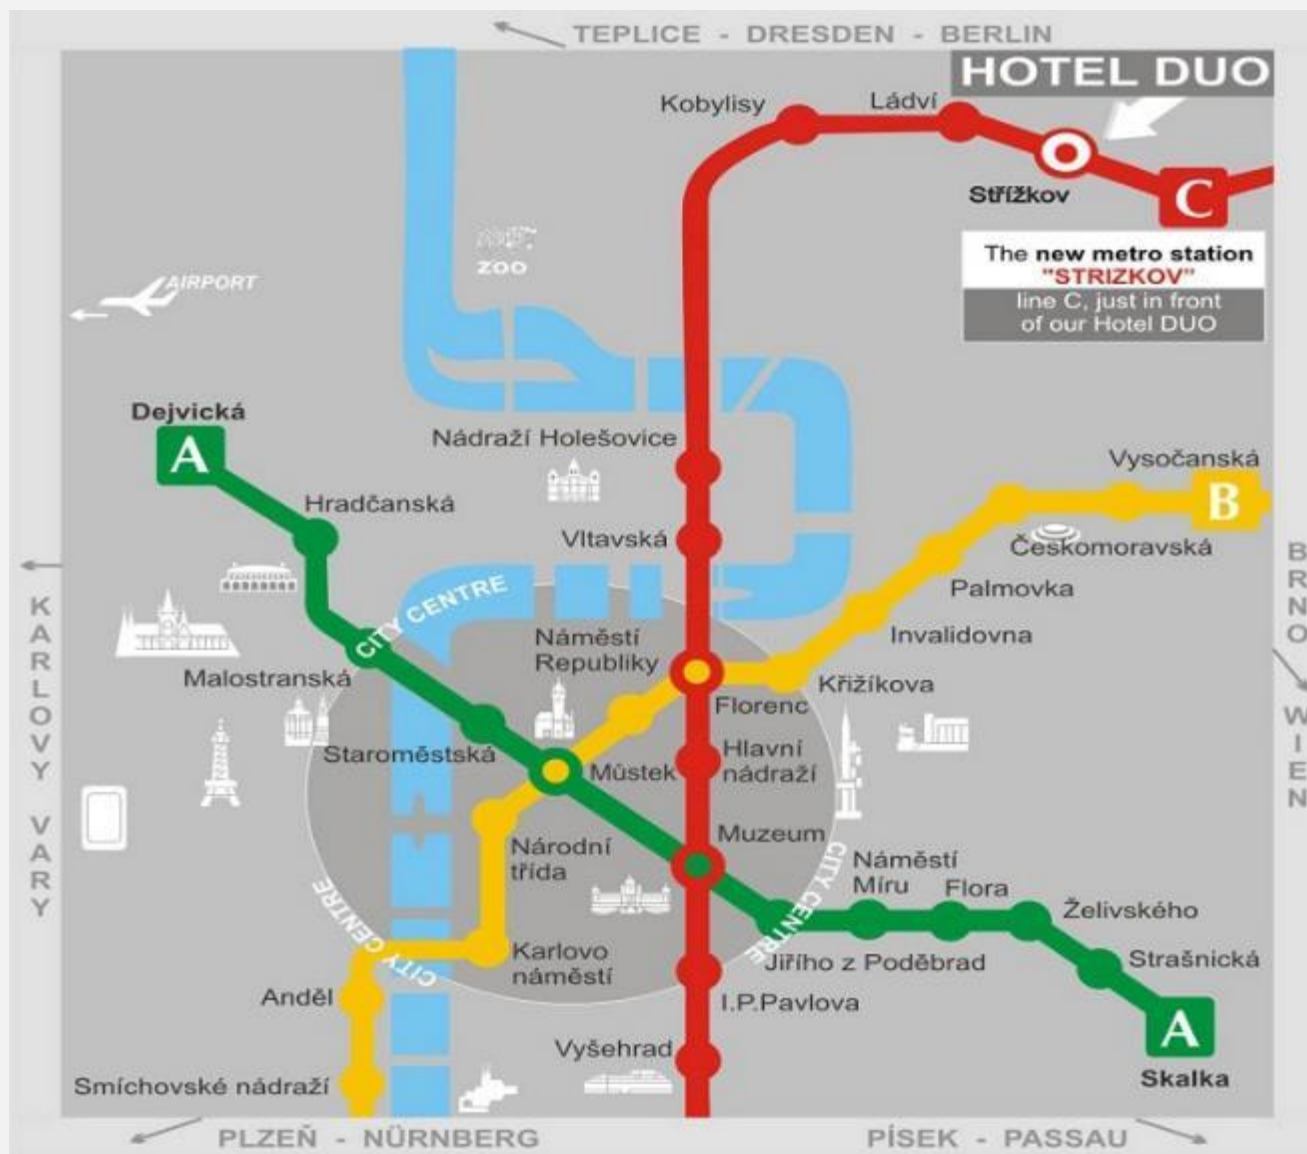 TEPLICE - DRESDEN - BERLIN
HOTEL DUO
Kobylisy
Ládví
Střížkov
C
The new metro station
"STRIZKOV"
line C, just in front
of our Hotel DUO
ZOO
AIRPORT
Dejvická
A
Hradčanská
Nádraží Holešovice
Vltavská
Vysočanská
B
Českomoravská
Palmovka
Invalidovna
Křižíkova
CITY CENTRE
Náměstí
Republiky
Malostranská
Staroměstská
Florenc
Hlavní
nádraží
Můstek
Muzeum
Národní
třída
Náměstí
Míru
Flora
Želivského
Strašnická
CITY CENTRE
CITY CENTRE
Karlovo
náměstí
Jiřího z Poděbrad
I.P.Pavlova
Anděl
Vyšehrad
A
Skalka
Smíchovské nádraží
KARLOVY VARY
BRNO WIEN
PLZEŇ - NÜRNBERG
PÍSEK - PASSAU